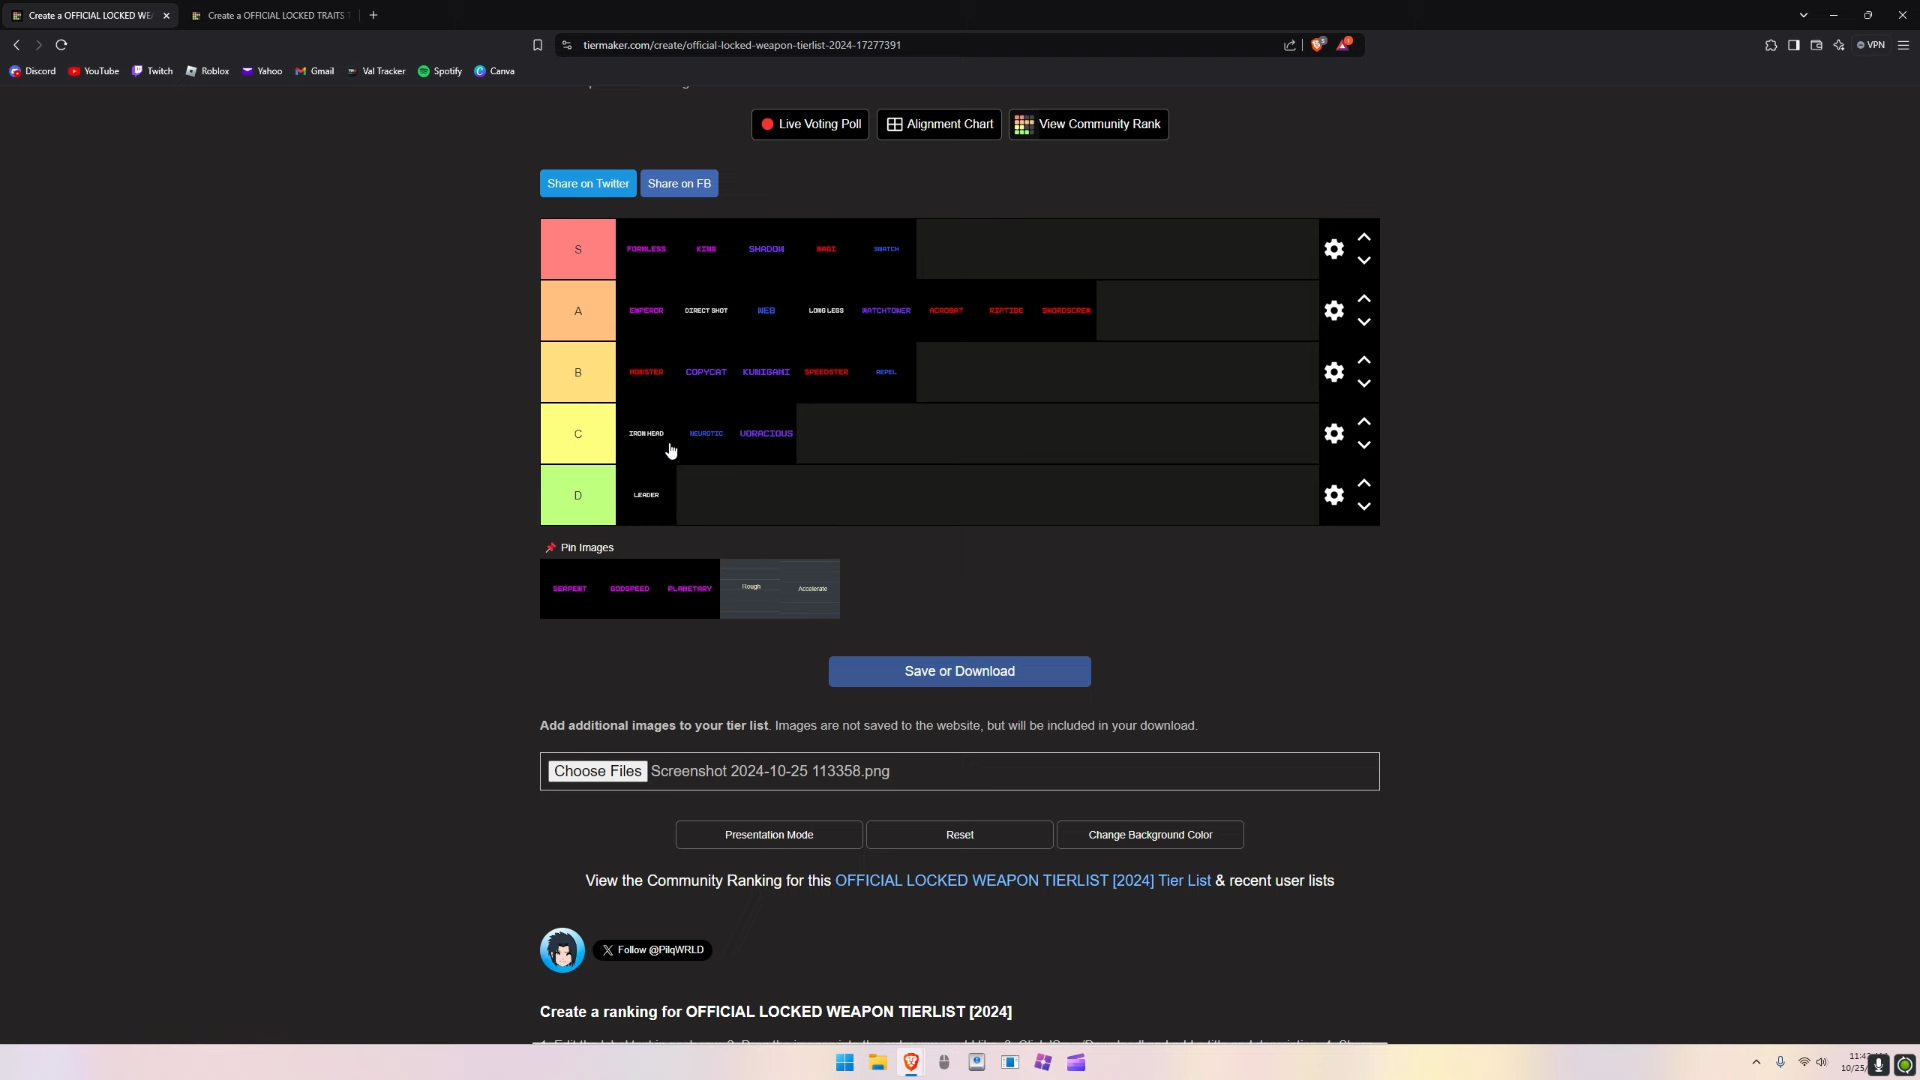 Create a OFFICIAL LOCKED WE
Create a OFFICIAL LOCKED TRAITS
tiermaker.com/create/official-locked-weapon-tierlist-2024-17277391
VPN
Discord
YouTube
Twitch
Roblox
Yahoo
Gmail
Val Tracker
Spotify
Canva
Live Voting Poll
Alignment Chart
View Community Rank
Share on Twitter
Share on FB
S
FORMLESS
KING
SHADOW
MAGI
SNATCH
A
EMPEROR
DIRECT SHOT
WEB
LONG LEGS
WATCHTOWER
ACROBAT
RIPTIDE
SWORDSCREW
B
MONSTER
COPYCAT
KUNIGAMI
SPEEDSTER
REPEL
C
IRON HEAD
NEUROTIC
VORACIOUS
D
LEADER
Pin Images
SERPENT
GODSPEED
PLANETARY
Rough
Accelerate
Save or Download
Add additional images to your tier list. Images are not saved to the website, but will be included in your download.
Choose Files Screenshot 2024-10-25 113358.png
Presentation Mode
Reset
Change Background Color
View the Community Ranking for this OFFICIAL LOCKED WEAPON TIERLIST [2024] Tier List & recent user lists
Follow @PilqWRLD
Create a ranking for OFFICIAL LOCKED WEAPON TIERLIST [2024]